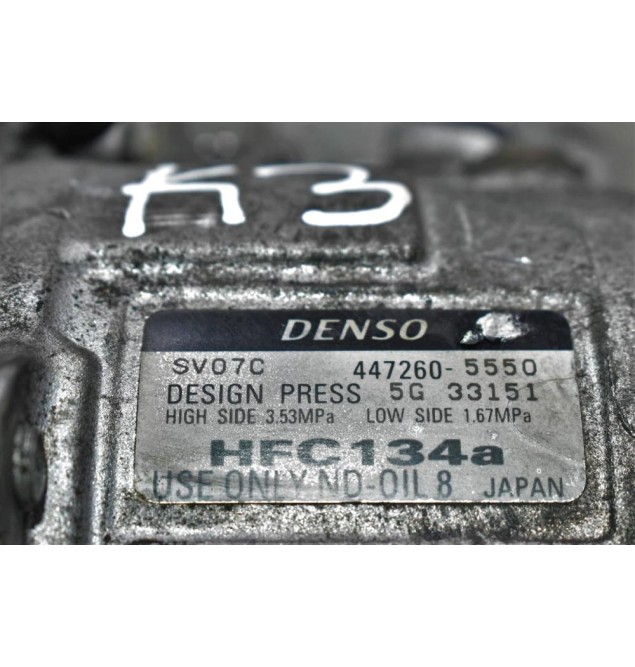 K3
DENSO
SV07C 447260-5550
DESIGN PRESS 5G 33151
HIGH SIDE 3.53MPa LOW SIDE 1.67MPa
HFC134a
USE ONLY ND-OIL 8 JAPAN